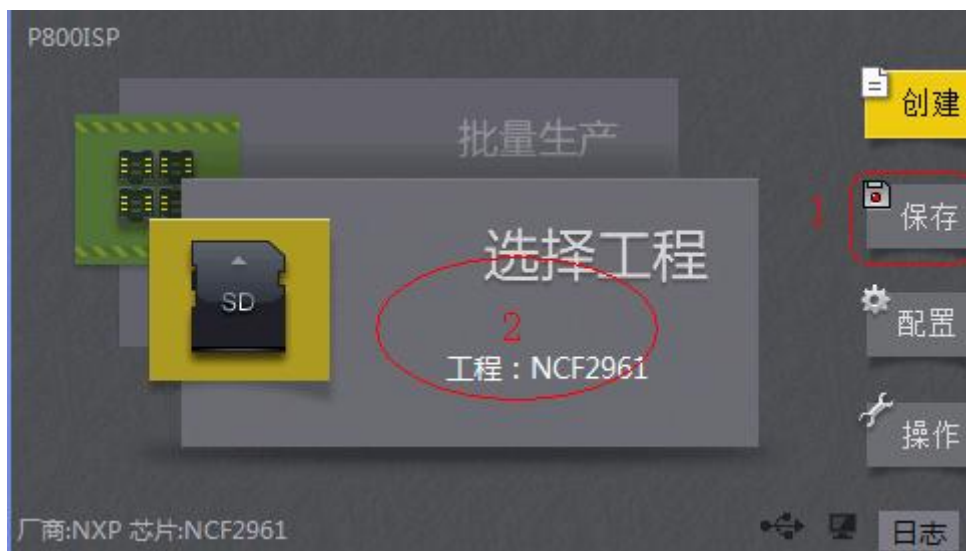 P800ISP
创建
批量生产
1
保存
选择工程
SD
2
配置
工程：NCF2961
操作
厂商:NXP 芯片:NCF2961
日志